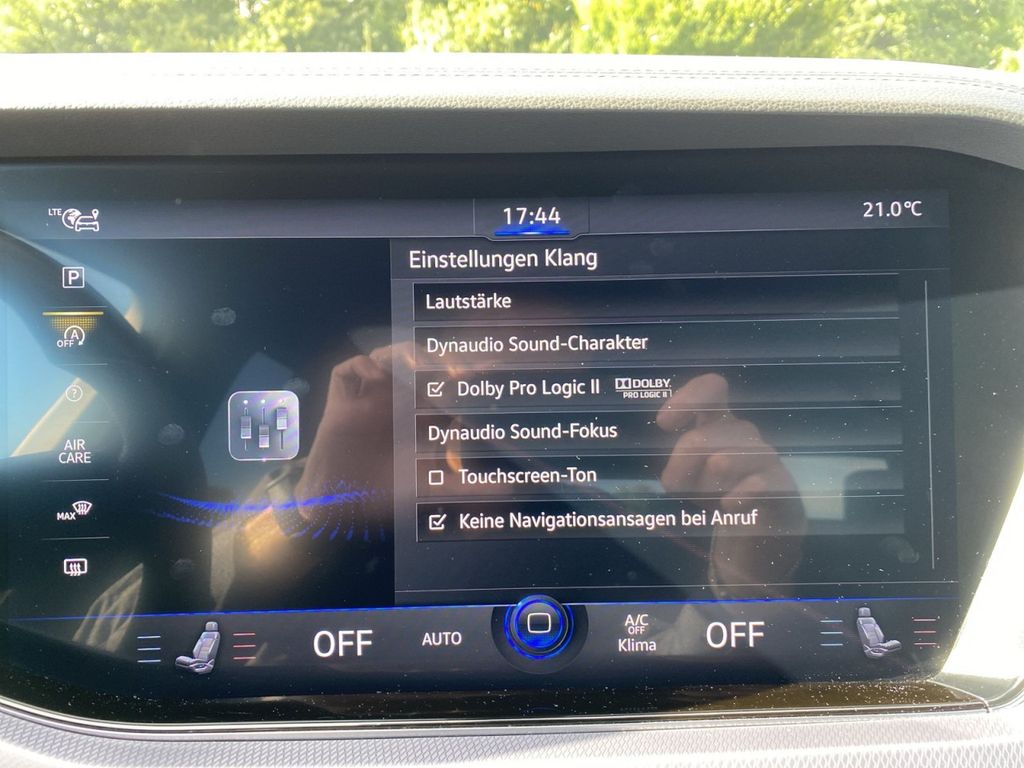 LTE
17:44
21.0°C
Einstellungen Klang
P
Lautstärke
A
OFF
Dynaudio Sound-Charakter
Dolby Pro Logic II DOLBY
PRO LOGIC II
?
Dynaudio Sound-Fokus
AIR
CARE
Touchscreen-Ton
MAX
Keine Navigationsansagen bei Anruf
OFF
AUTO
A/C
OFF
Klima
OFF